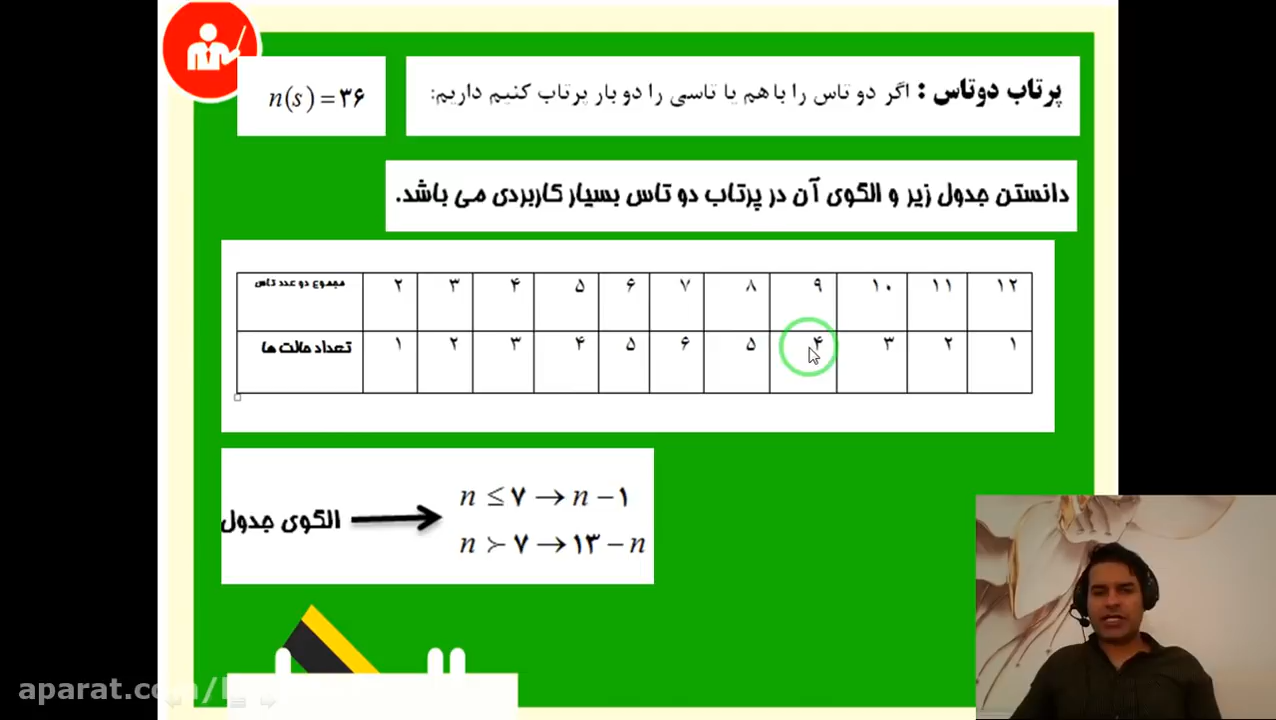 پرتاب دوتاس : اگر دو تاس را با هم یا تاسی را دو بار پرتاب کنیم داریم:
n(s) = ۳۶
دانستن جدول زیر و الگوی آن در پرتاب دو تاس بسیار کاربردی می باشد.
مجموع دو عدد تاس ۲ ۳ ۴ ۵ ۶ ۷ ۸ ۹ ۱۰ ۱۱ ۱۲
تعداد حالت ها ۱ ۲ ۳ ۴ ۵ ۶ ۵ ۴ ۳ ۲ ۱
الگوی جدول → n ≤ ۷ → n − ۱
n ≻ ۷ → ۱۳ − n
aparat.com/